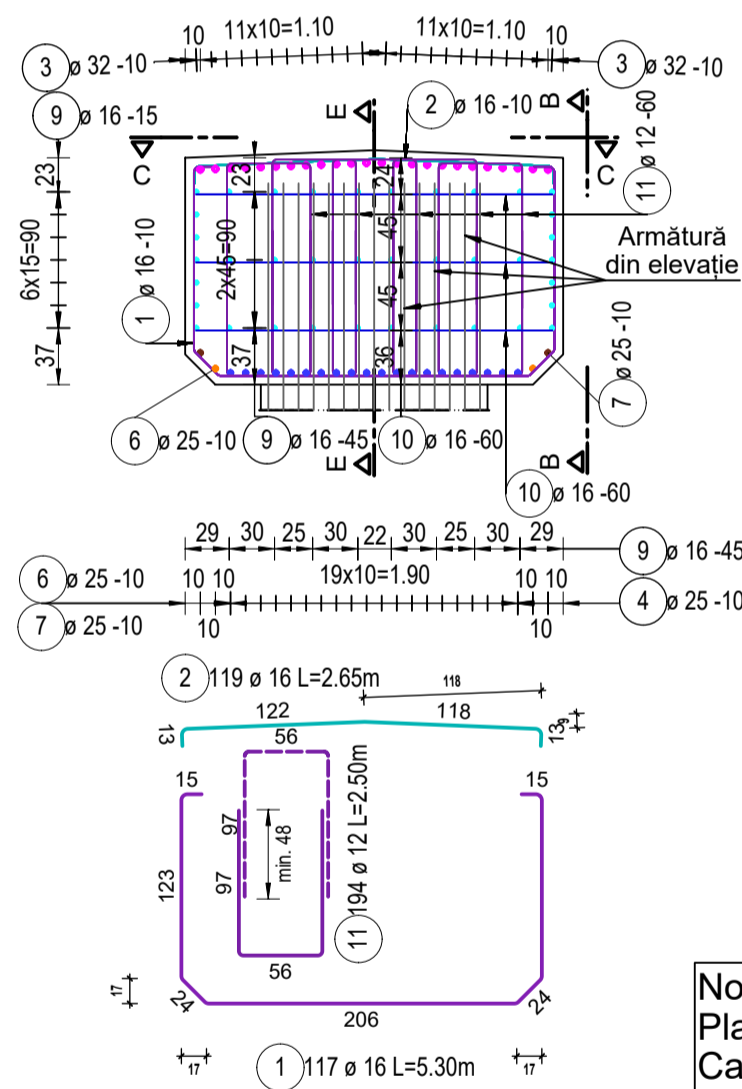 10 11x10=1.10 11x10=1.10 10
3 ø 32 -10
3 ø 32 -10
9 ø 16 -15
E
2 ø 16 -10
B
11 ø 12 -60
C
C
23
6x15=90
37
1 ø 16 -10
23
2x45=90
37
24
45
45
36
Armătură
din elevație
7 ø 25 -10
6 ø 25 -10
9 ø 16 -45
E
10 ø 16 -60
B
10 ø 16 -60
29 30 25 30 22 30 25 30 29
9 ø 16 -45
6 ø 25 -10
10 10 19x10=1.90 10 10
4 ø 25 -10
7 ø 25 -10
10 10
2 119 ø 16 L=2.65m
118
122 118
13
13
9
56
15 15
97
97
min. 48
11 194 ø 12 L=2.50m
123
56
17
24
206
24
17 17
1 117 ø 16 L=5.30m
No
Pla
Ca